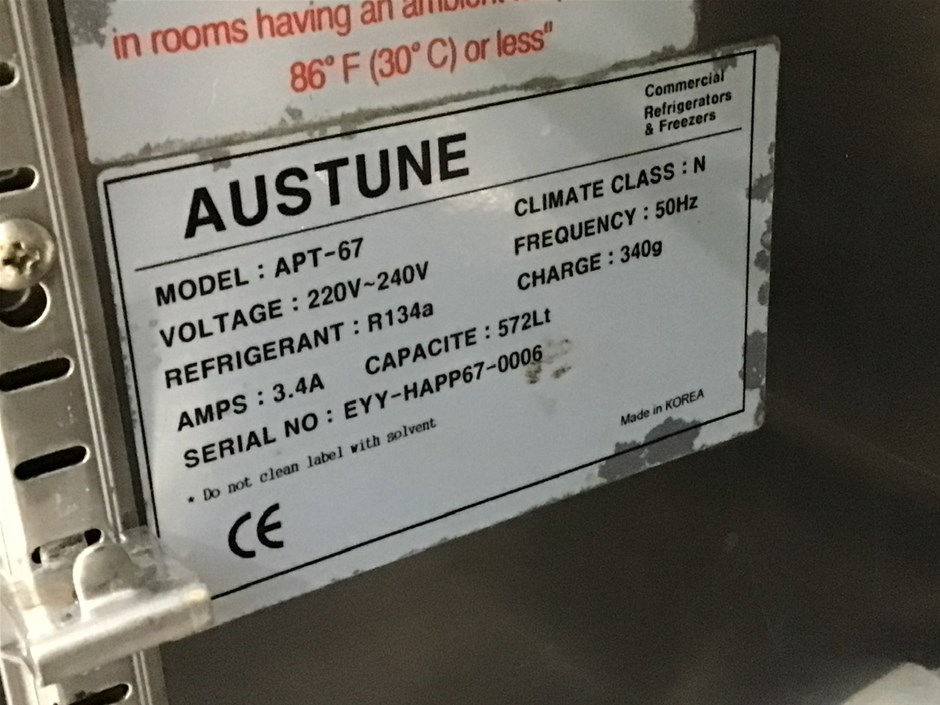 in rooms having an ambient
86° F (30° C) or less"
Commercial
Refrigerators
& Freezers
AUSTUNE
MODEL : APT-67
CLIMATE CLASS : N
VOLTAGE : 220V~240V
FREQUENCY : 50Hz
REFRIGERANT : R134a
CHARGE : 340g
AMPS : 3.4A CAPACITE : 572Lt
SERIAL NO : EYY-HAPP67-0006
* Do not clean label with solvent
Made in KOREA
CE